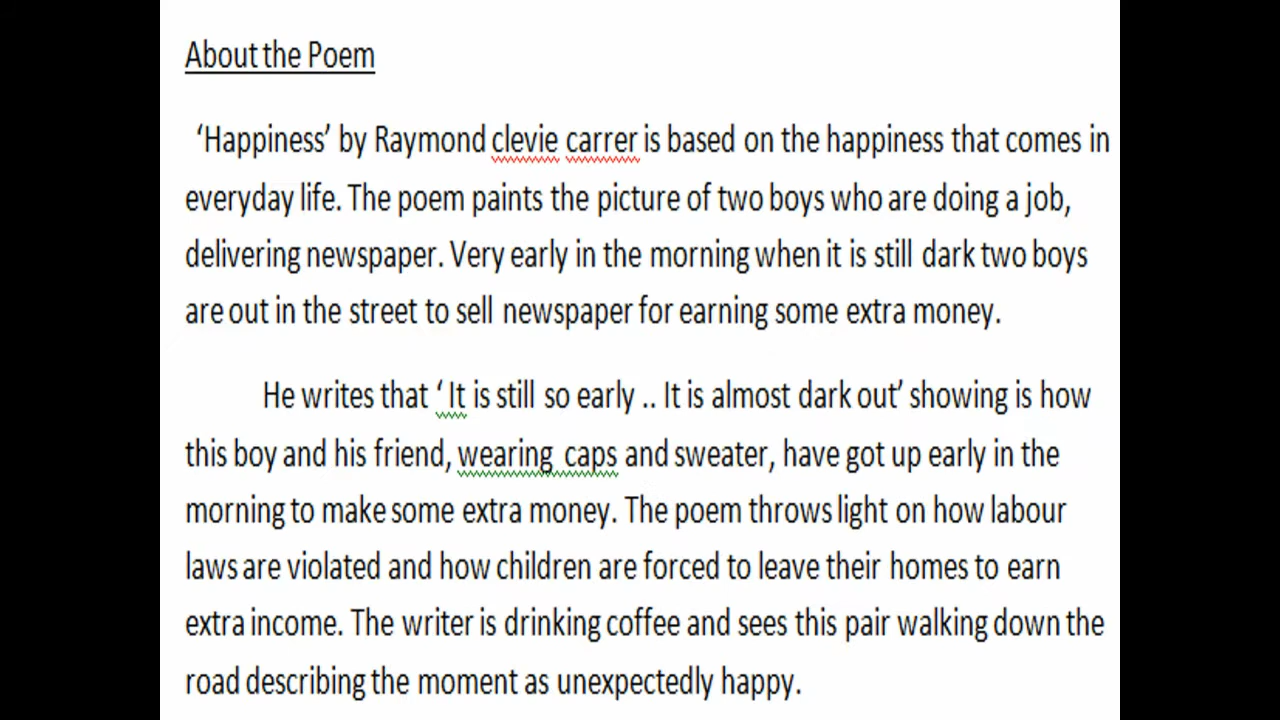 About the Poem
‘Happiness’ by Raymond clevie carrer is based on the happiness that comes in
everyday life. The poem paints the picture of two boys who are doing a job,
delivering newspaper. Very early in the morning when it is still dark two boys
are out in the street to sell newspaper for earning some extra money.
He writes that ‘ It is still so early .. It is almost dark out’ showing is how
this boy and his friend, wearing caps and sweater, have got up early in the
morning to make some extra money. The poem throws light on how labour
laws are violated and how children are forced to leave their homes to earn
extra income. The writer is drinking coffee and sees this pair walking down the
road describing the moment as unexpectedly happy.